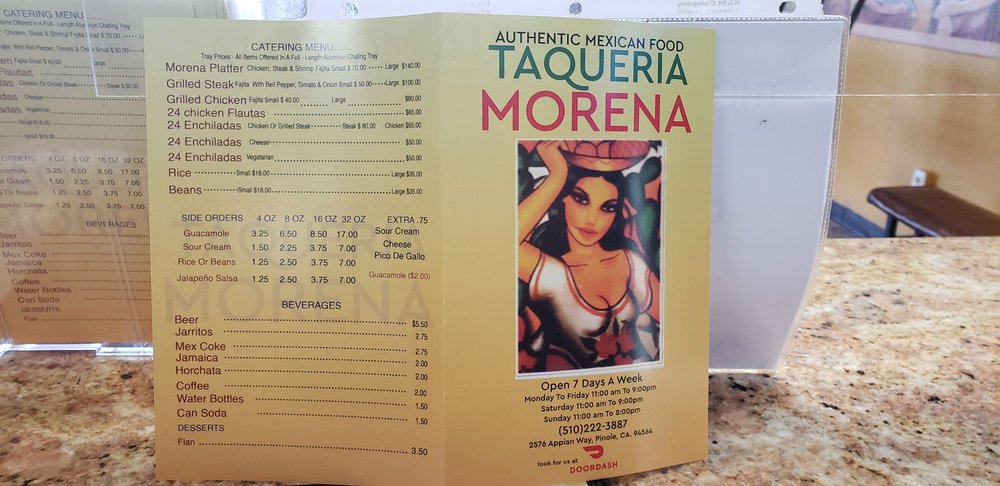 CATERING MENU.......
Tray Prices - All Items Offered In A Full - Length Aluminun Chafing Tray
Morena Platter Chicken, Steak & Shrimp Fajita Small $ 70.00 ----- Large $140.00
Grilled Steak Fajita With Bell Pepper, Tomato & Onion Small $ 50.00----- Large $100.00
Grilled Chicken Fajita Small $ 40.00 Large $80.00
24 chicken Flautas $65.00
24 Enchiladas Chicken Or Grilled Steak Steak $ 80.00 Chicken $65.00
24 Enchiladas Cheese $50.00
24 Enchiladas Vegatarian $50.00
Rice Small $18.00 Large $35.00
Beans Small $18.00 Large $35.00
SIDE ORDERS 4 OZ 8 OZ 16 OZ 32 OZ EXTRA .75
Guacamole 3.25 6.50 8.50 17.00 Sour Cream
Sour Cream 1.50 2.25 3.75 7.00 Cheese
Pico De Gallo
Rice Or Beans 1.25 2.50 3.75 7.00
Jalapeño Salsa 1.25 2.50 3.75 7.00 Guacamole ($2.00)
BEVERAGES
Beer $5.50
Jarritos 2.75
Mex Coke 2.75
Jamaica 2.00
Horchata 2.00
Coffee 2.00
Water Bottles 1.50
Can Soda 1.50
DESSERTS
Flan 3.50
AUTHENTIC MEXICAN FOOD
TAQUERIA
MORENA
Open 7 Days A Week
Monday To Friday 11:00 am To 9:00pm
Saturday 11:00 am To 9:00pm
Sunday 11:00 am To 8:00pm
(510)222-3887
2576 Appian Way, Pinole, CA. 94564
look for us at
DOORDASH